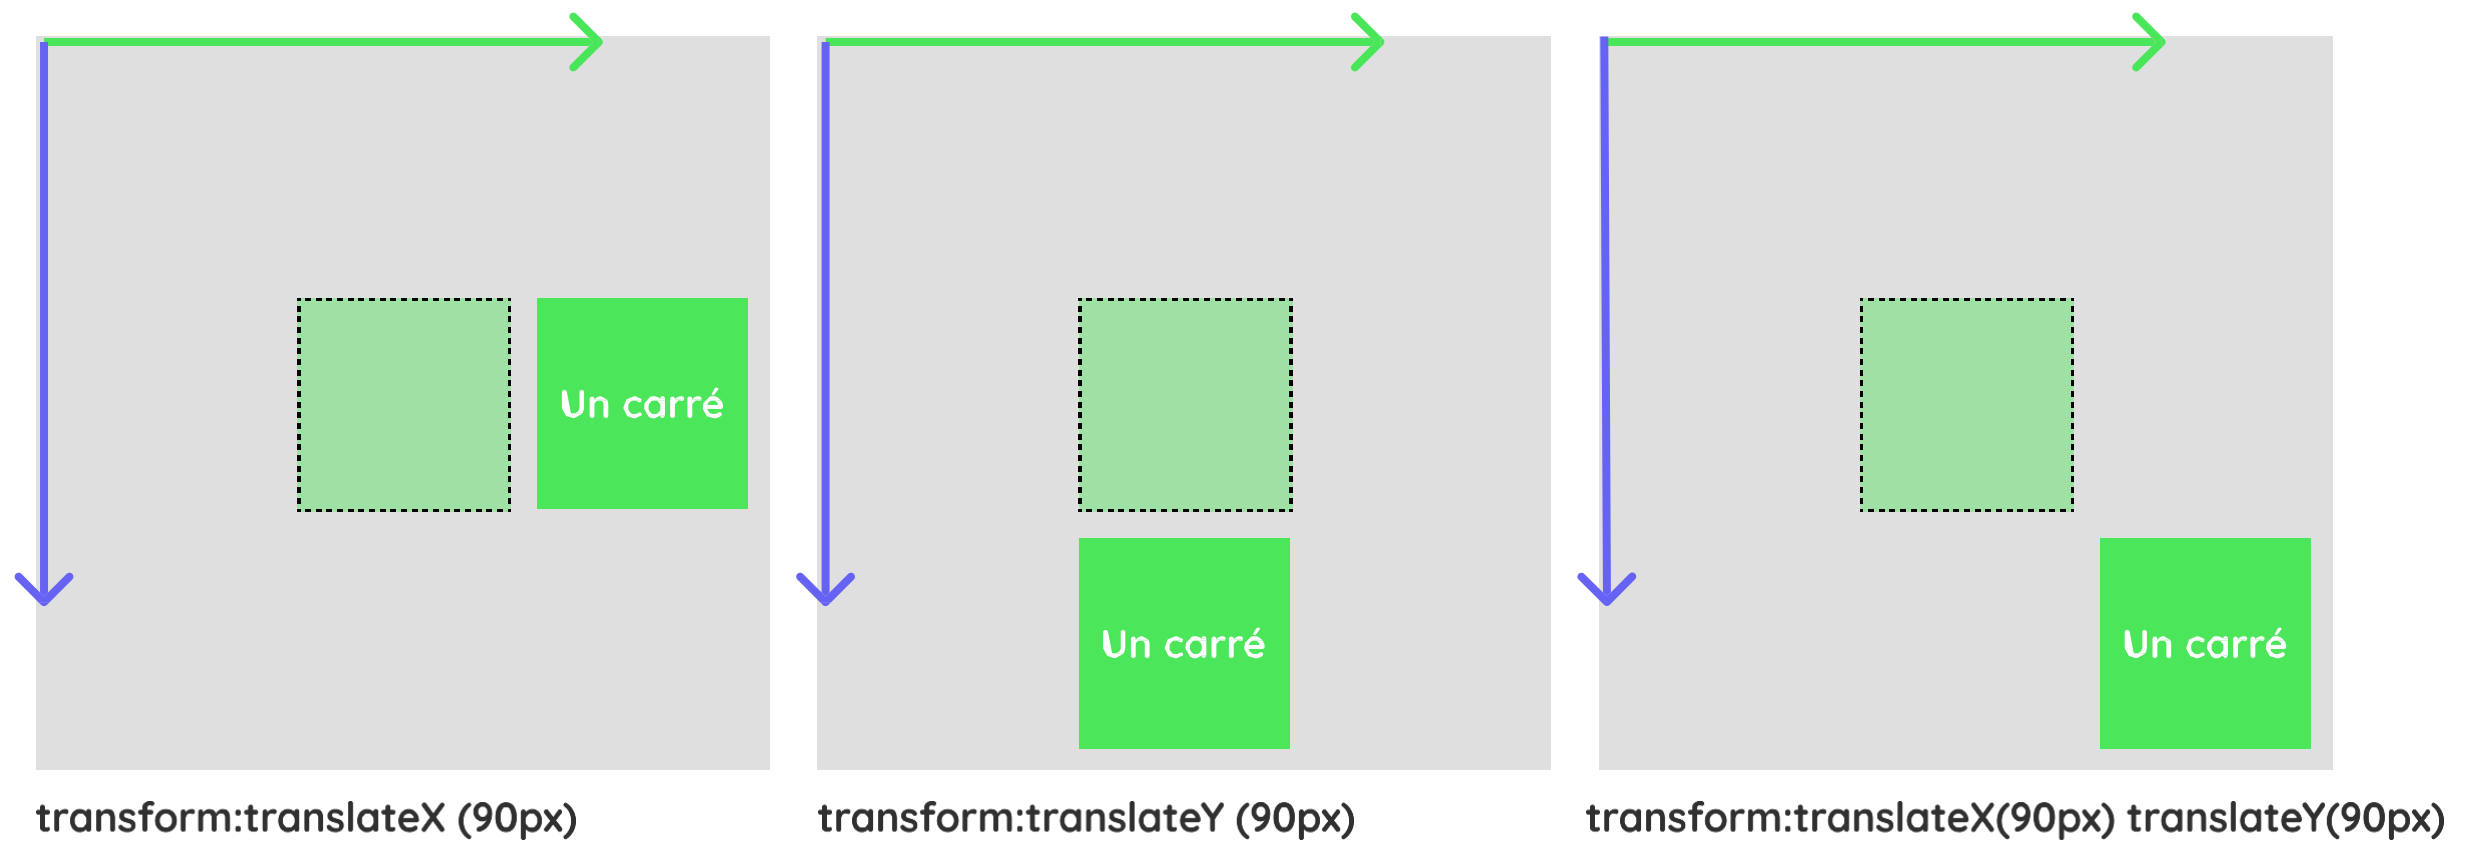 Un carré
Un carré
Un carré
transform:translateX (90px)
transform:translateY (90px)
transform:translateX(90px) translateY(90px)